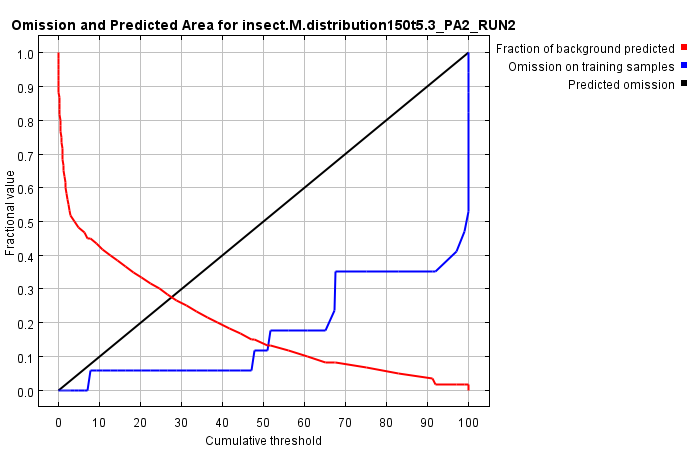 Omission and Predicted Area for insect.M.distribution150t5.3_PA2_RUN2
Fraction of background predicted
Omission on training samples
Predicted omission
Fractional value
1.0
0.9
0.8
0.7
0.6
0.5
0.4
0.3
0.2
0.1
0.0
0 10 20 30 40 50 60 70 80 90 100
Cumulative threshold